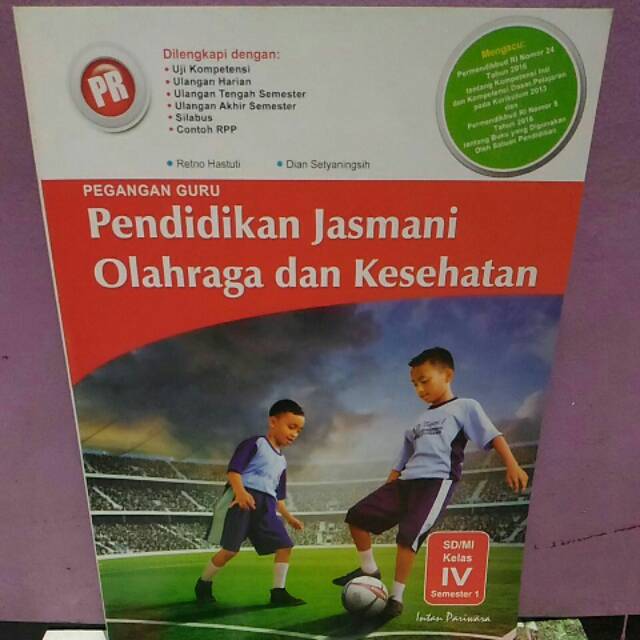 PR
Dilengkapi dengan:
• Uji Kompetensi
• Ulangan Harian
• Ulangan Tengah Semester
• Ulangan Akhir Semester
• Silabus
• Contoh RPP
• Retno Hastuti • Dian Setyaningsih
Mengacu:
Permendikbud RI Nomor 24
Tahun 2016
tentang Kompetensi Inti
dan Kompetensi Dasar Pelajaran
pada Kurikulum 2013
dan
Permendikbud RI Nomor 8
Tahun 2016
tentang Buku yang Digunakan
Oleh Satuan Pendidikan
PEGANGAN GURU
Pendidikan Jasmani
Olahraga dan Kesehatan
SD/MI
Kelas
IV
Semester 1
Intan Pariwara